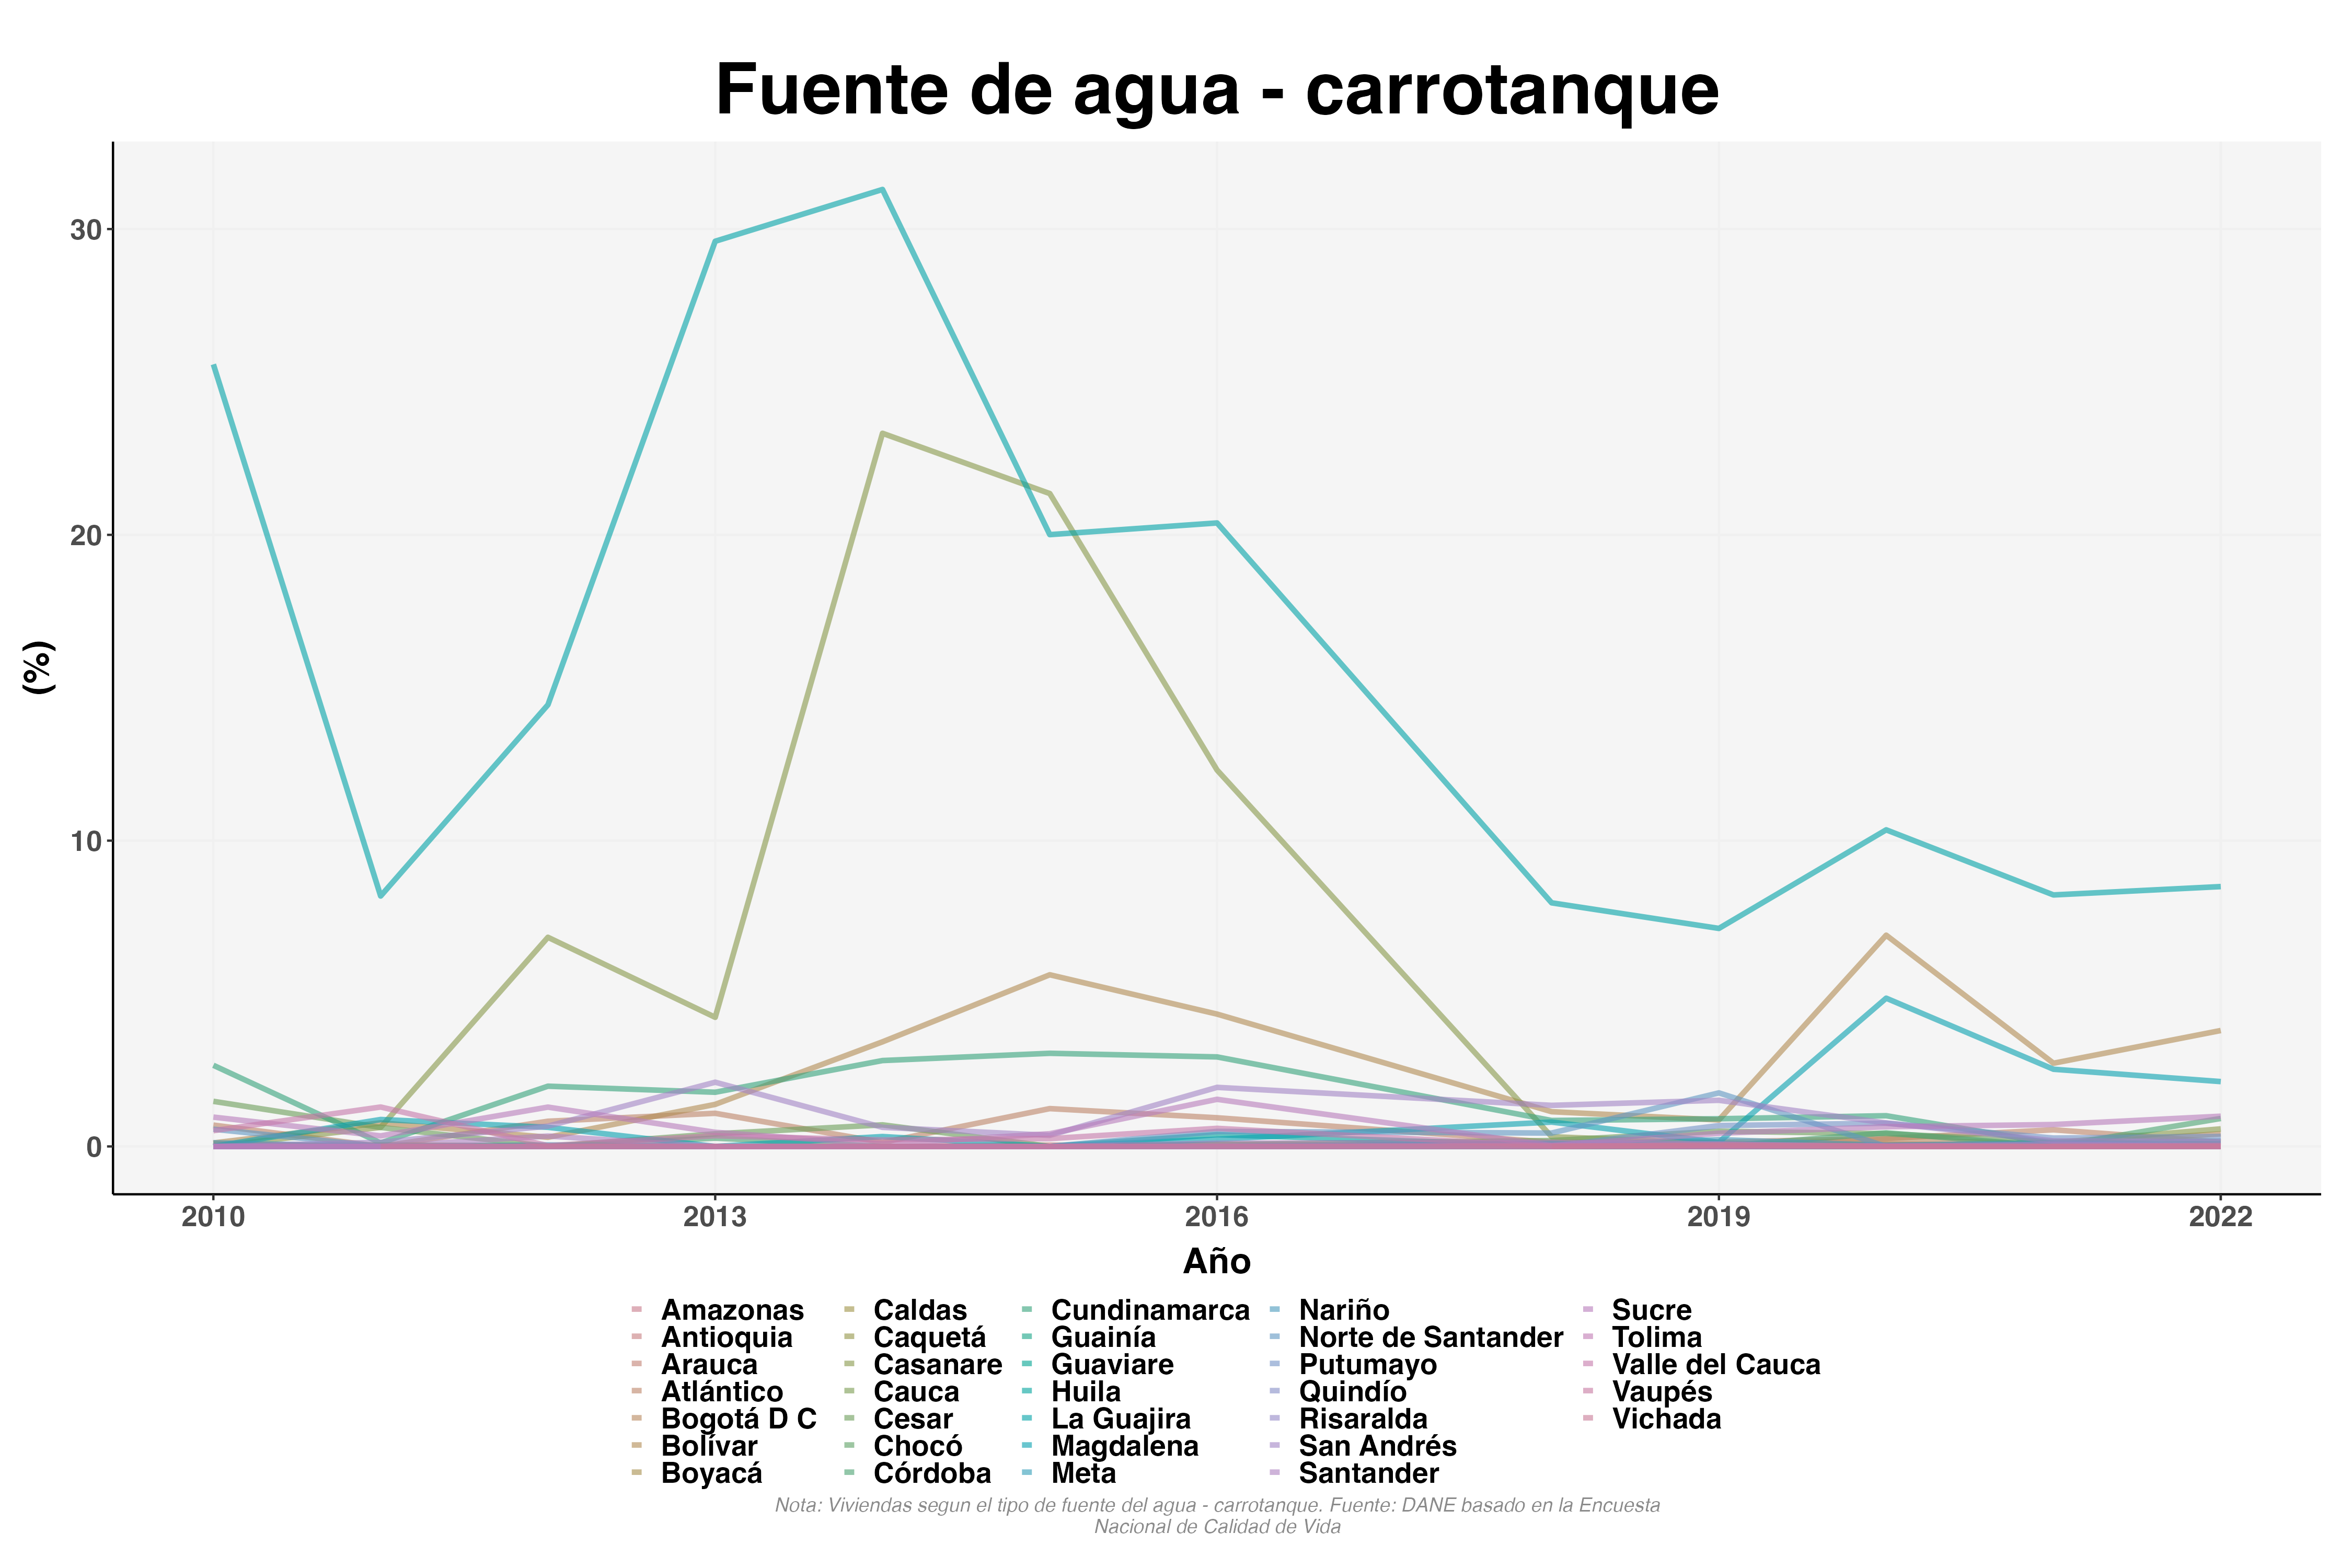 Fuente de agua - carrotanque
(%)
30
20
10
0
2010 2013 2016 2019 2022
Año
Amazonas Caldas Cundinamarca Nariño Sucre
Antioquia Caquetá Guainía Norte de Santander Tolima
Arauca Casanare Guaviare Putumayo Valle del Cauca
Atlántico Cauca Huila Quindío Vaupés
Bogotá D C Cesar La Guajira Risaralda Vichada
Bolívar Chocó Magdalena San Andrés
Boyacá Córdoba Meta Santander
Nota: Viviendas segun el tipo de fuente del agua - carrotanque. Fuente: DANE basado en la Encuesta
Nacional de Calidad de Vida